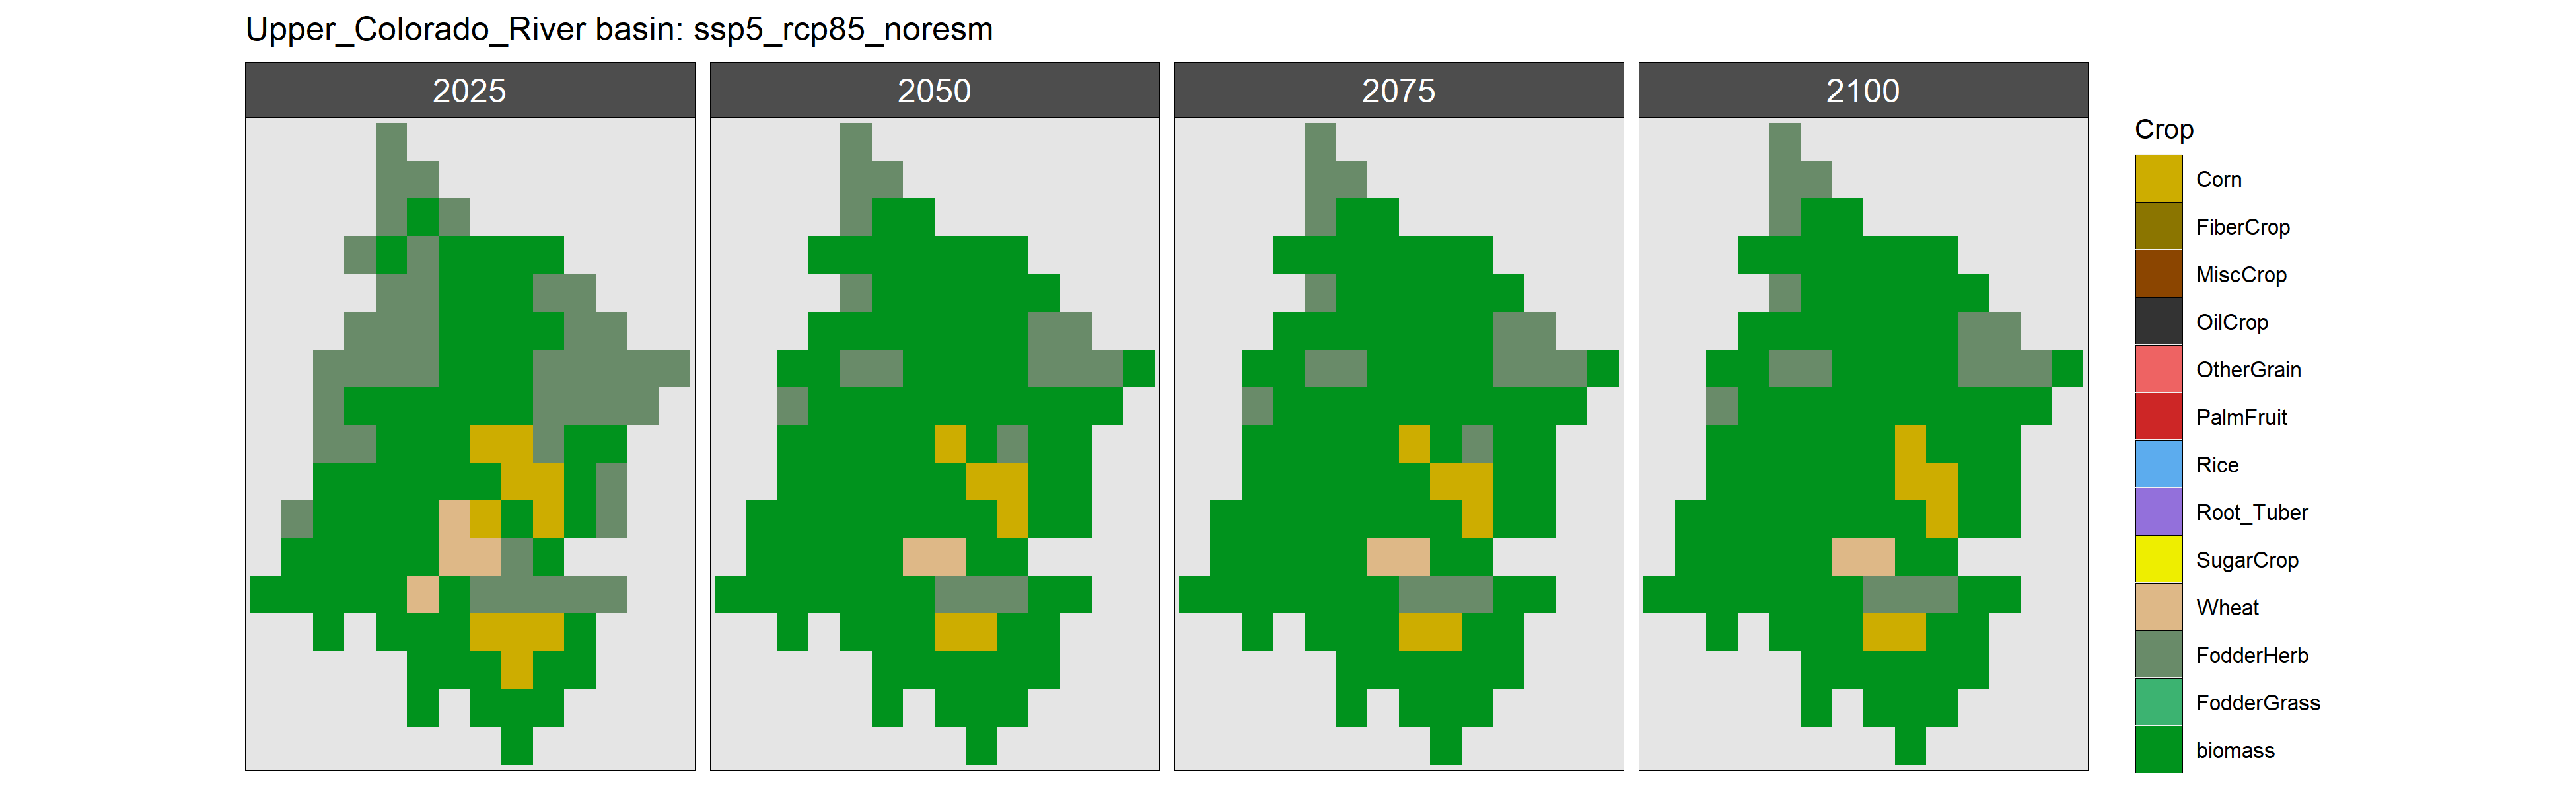 Upper_Colorado_River basin: ssp5_rcp85_noresm
2025 2050 2075 2100
Crop
Corn
FiberCrop
MiscCrop
OilCrop
OtherGrain
PalmFruit
Rice
Root_Tuber
SugarCrop
Wheat
FodderHerb
FodderGrass
biomass